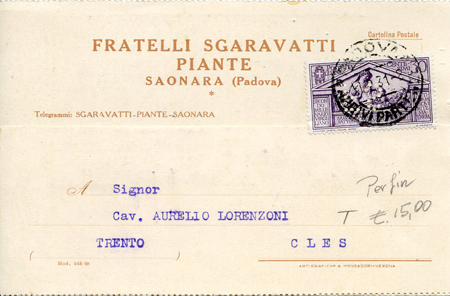 Cartolina Postale
FRATELLI SGARAVATTI
PIANTE
SAONARA (Padova)
*
Telegrammi: SGARAVATTI-PIANTE-SAONARA
A Signor
Cav. AURELIO LORENZONI
TRENTO CLES
Perfin
T €.15,00
Mod.